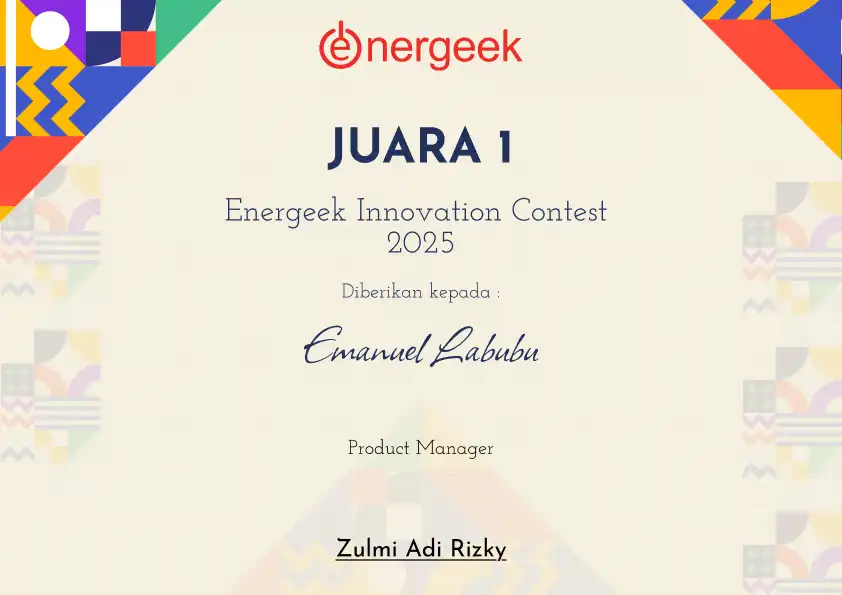 energeek
JUARA 1
Energeek Innovation Contest
2025
Diberikan kepada :
Emanuel Labubu
Product Manager
Zulmi Adi Rizky